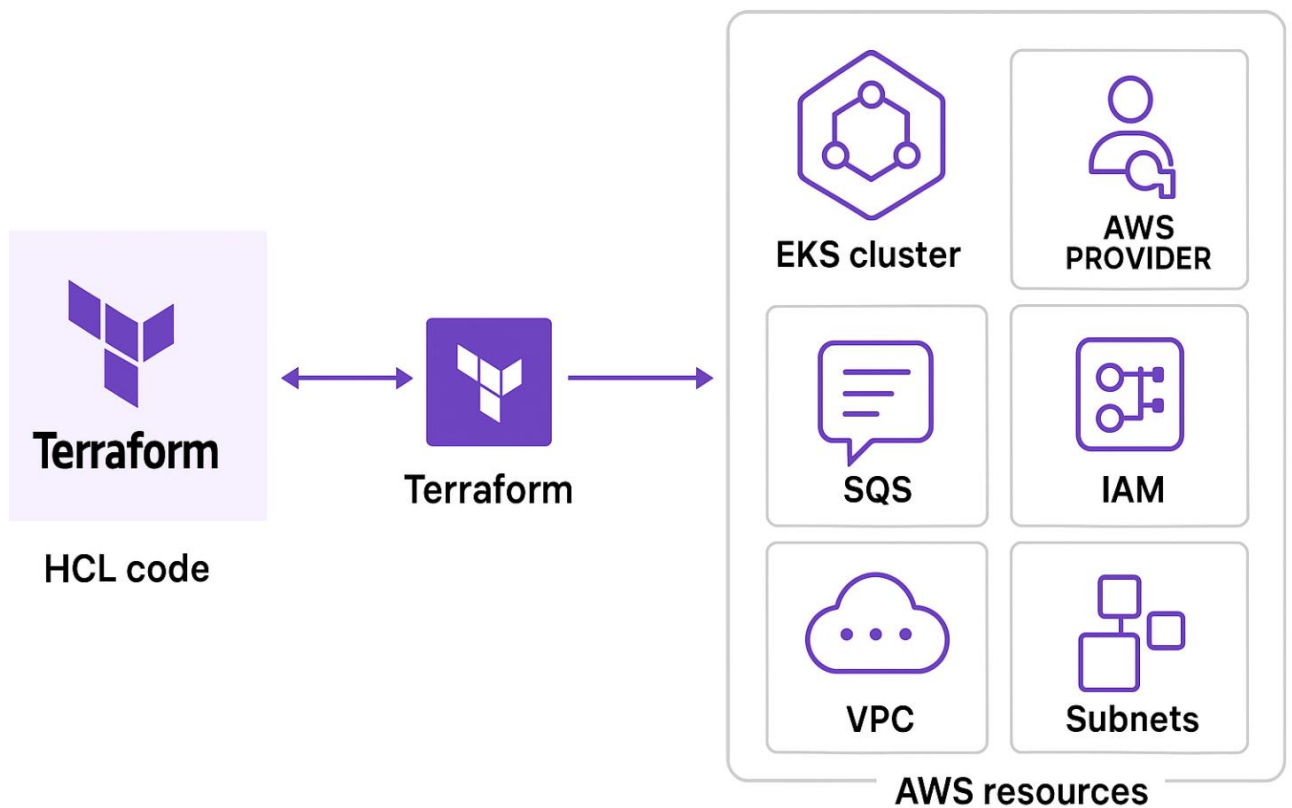 Terraform
HCL code
Terraform
EKS cluster
AWS
PROVIDER
SQS
IAM
VPC
Subnets
AWS resources